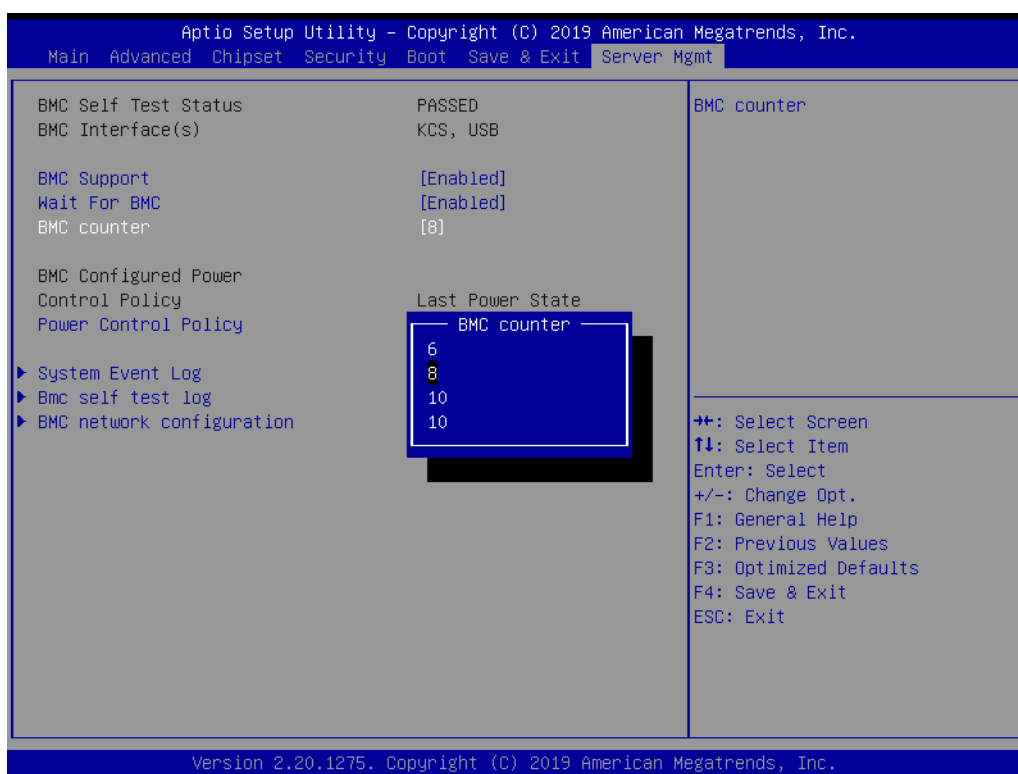 Aptio Setup Utility – Copyright (C) 2019 American Megatrends, Inc.
Main Advanced Chipset Security Boot Save & Exit Server Mgmt
BMC Self Test Status PASSED
BMC Interface(s) KCS, USB
BMC Support [Enabled]
Wait For BMC [Enabled]
BMC counter [8]
BMC Configured Power
Control Policy Last Power State
Power Control Policy
System Event Log
Bmc self test log
BMC network configuration
BMC counter
6
8
10
10
BMC counter
→←: Select Screen
↑↓: Select Item
Enter: Select
+/-: Change Opt.
F1: General Help
F2: Previous Values
F3: Optimized Defaults
F4: Save & Exit
ESC: Exit
Version 2.20.1275. Copyright (C) 2019 American Megatrends, Inc.